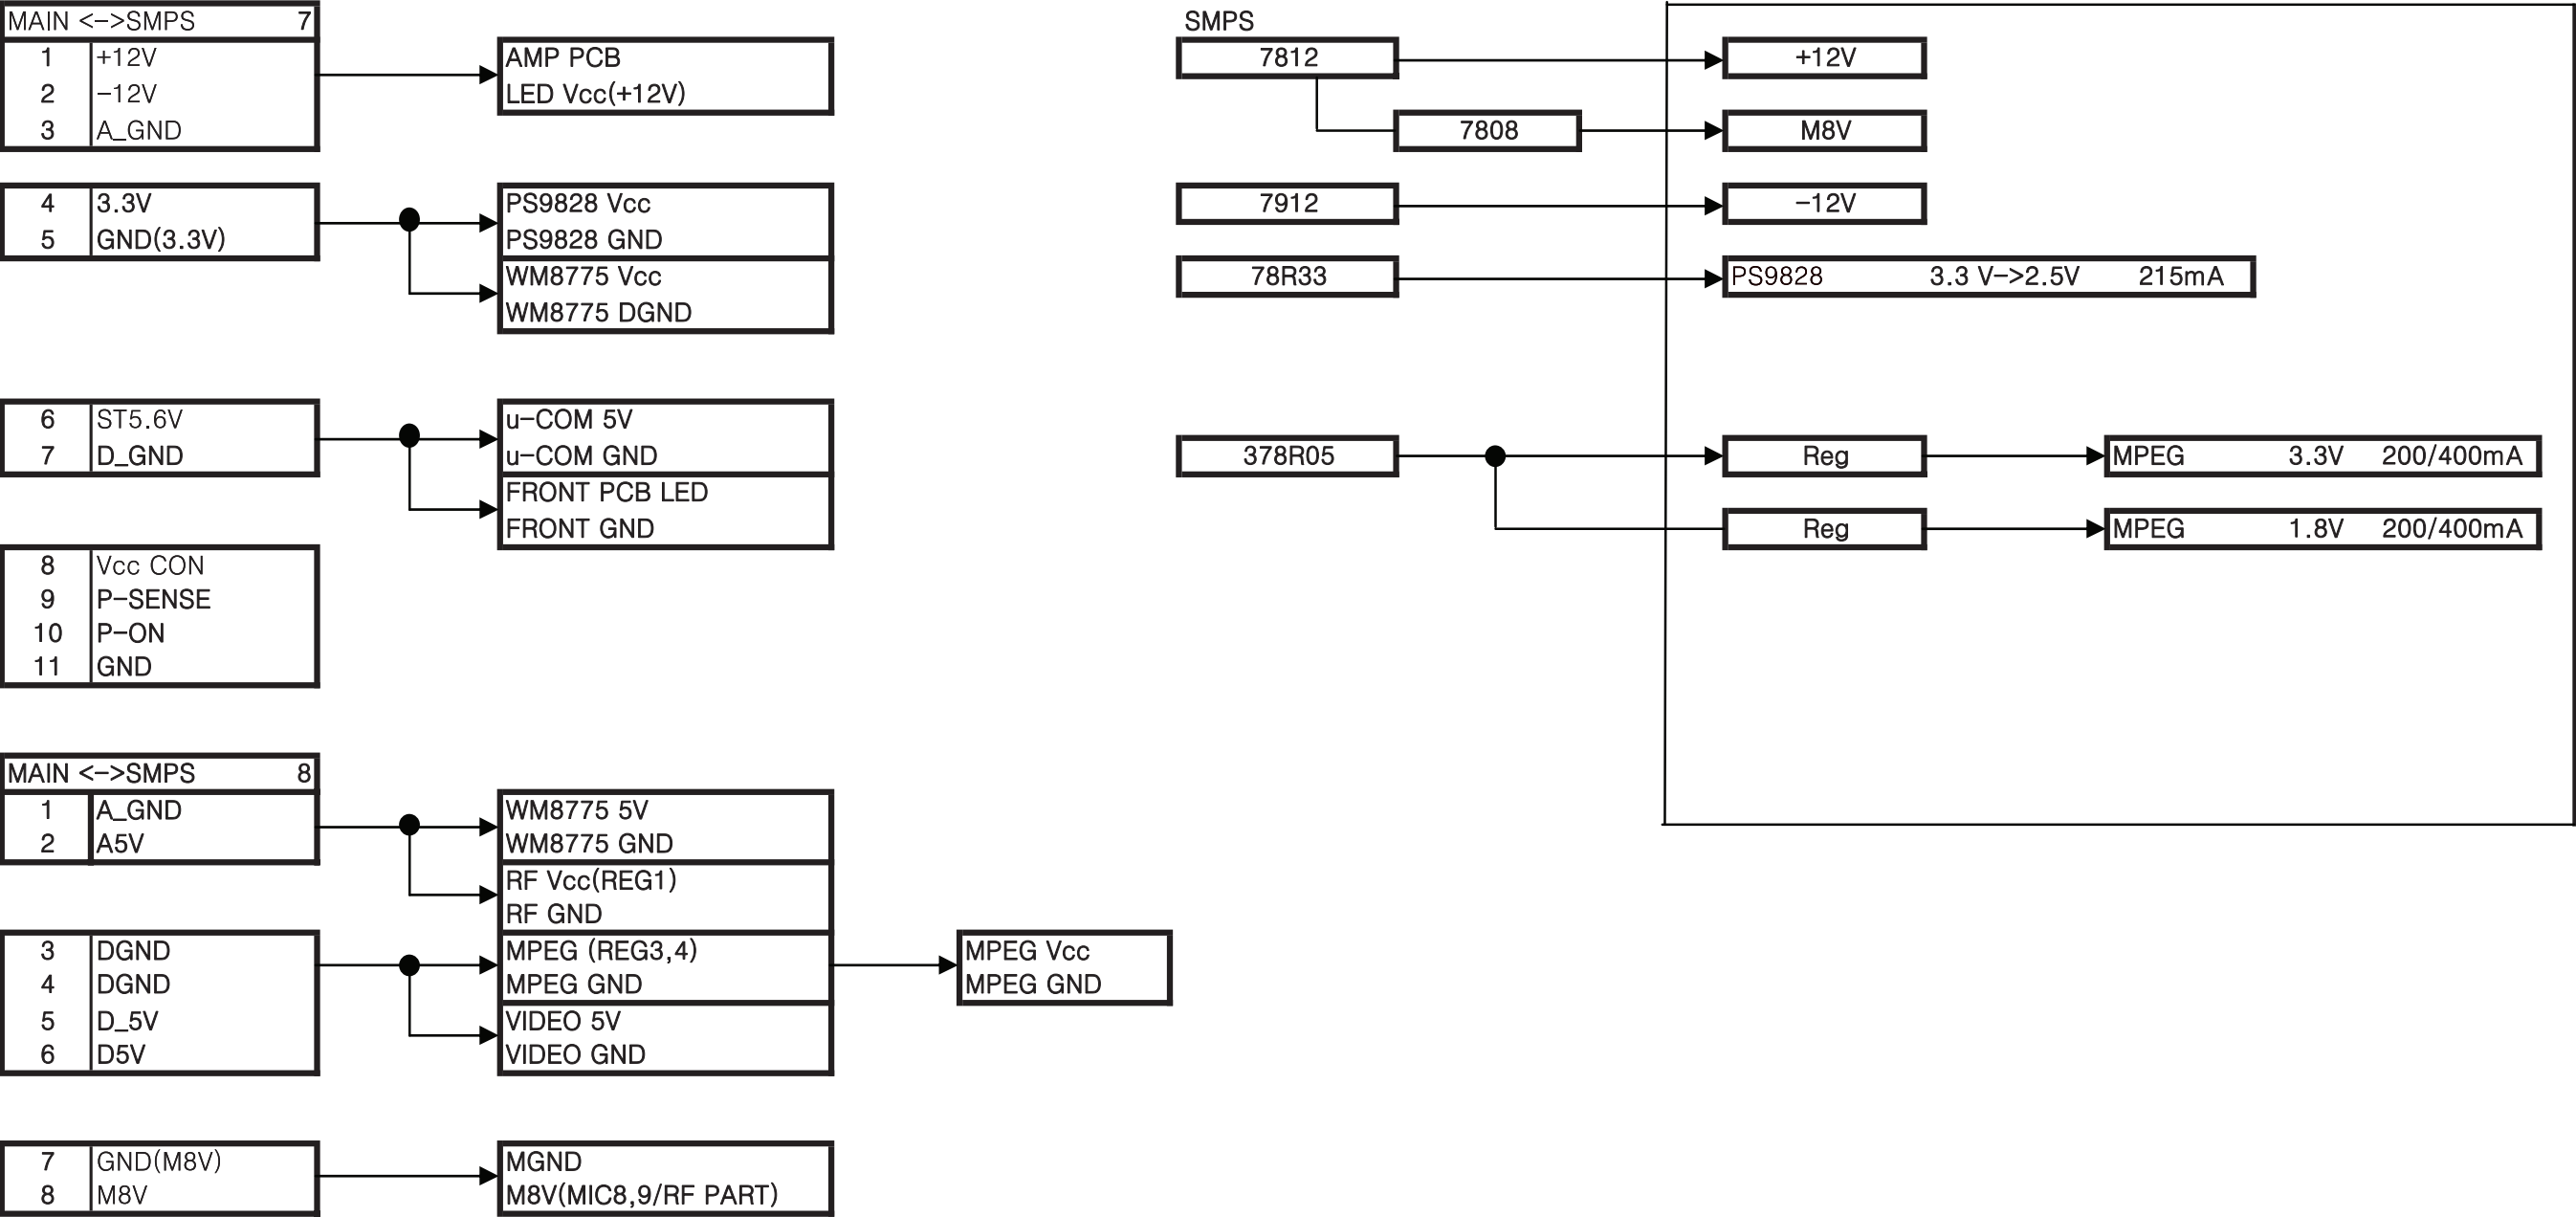 MAIN <->SMPS 7
1 +12V
2 -12V
3 A_GND
AMP PCB
LED Vcc(+12V)
4 3.3V
5 GND(3.3V)
PS9828 Vcc
PS9828 GND
WM8775 Vcc
WM8775 DGND
6 ST5.6V
7 D_GND
u-COM 5V
u-COM GND
FRONT PCB LED
FRONT GND
8 Vcc CON
9 P-SENSE
10 P-ON
11 GND
MAIN <->SMPS 8
1 A_GND
2 A5V
WM8775 5V
WM8775 GND
RF Vcc(REG1)
RF GND
3 DGND
4 DGND
5 D_5V
6 D5V
MPEG (REG3,4)
MPEG GND
VIDEO 5V
VIDEO GND
MPEG Vcc
MPEG GND
7 GND(M8V)
8 M8V
MGND
M8V(MIC8,9/RF PART)
SMPS
7812 +12V
7808 M8V
7912 -12V
78R33 PS9828 3.3 V->2.5V 215mA
378R05 Reg MPEG 3.3V 200/400mA
Reg MPEG 1.8V 200/400mA